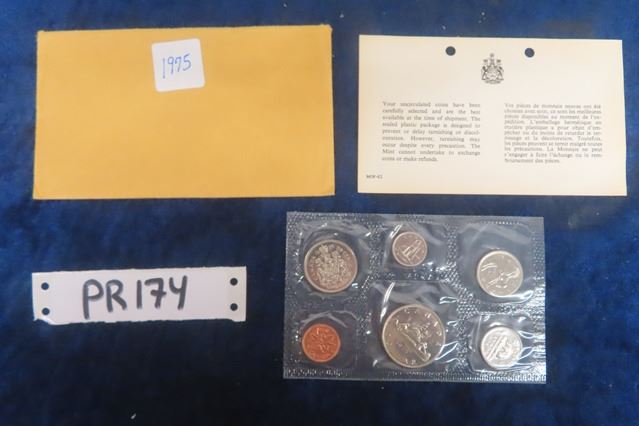 1975
Your uncirculated coins have been
carefully selected and are the best
available at the time of shipment. The
sealed plastic package is designed to
prevent or delay tarnishing or discol-
ouration. However, tarnishing may
occur despite every precaution. The
Mint cannot undertake to exchange
coins or make refunds.
Vos pièces de monnaie neuves ont été
choisies avec soin, ce sont les meilleures
pièces disponibles au moment de l'ex-
pédition. L'emballage hermétique en
matière plastique a pour objet d'em-
pêcher ou du moins de retarder le ter-
nissage et la décoloration. Toutefois,
les pièces peuvent se ternir malgré toutes
les précautions. La Monnaie ne peut
s'engager à faire l'échange ou le rem-
boursement des pièces.
PR174
CANADA